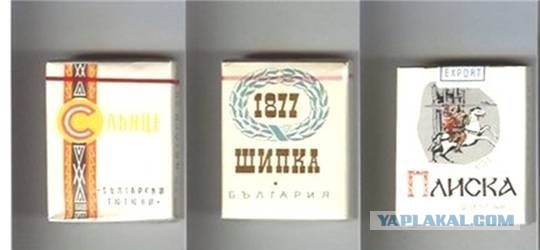 СЛЪНЦЕ
БЪЛГАРСКИ
ТЮТЮНИ
1877
ШИПКА
БЪЛГАРИЯ
EXPORT
ПЛИСКА
YAPLAKAL.COM